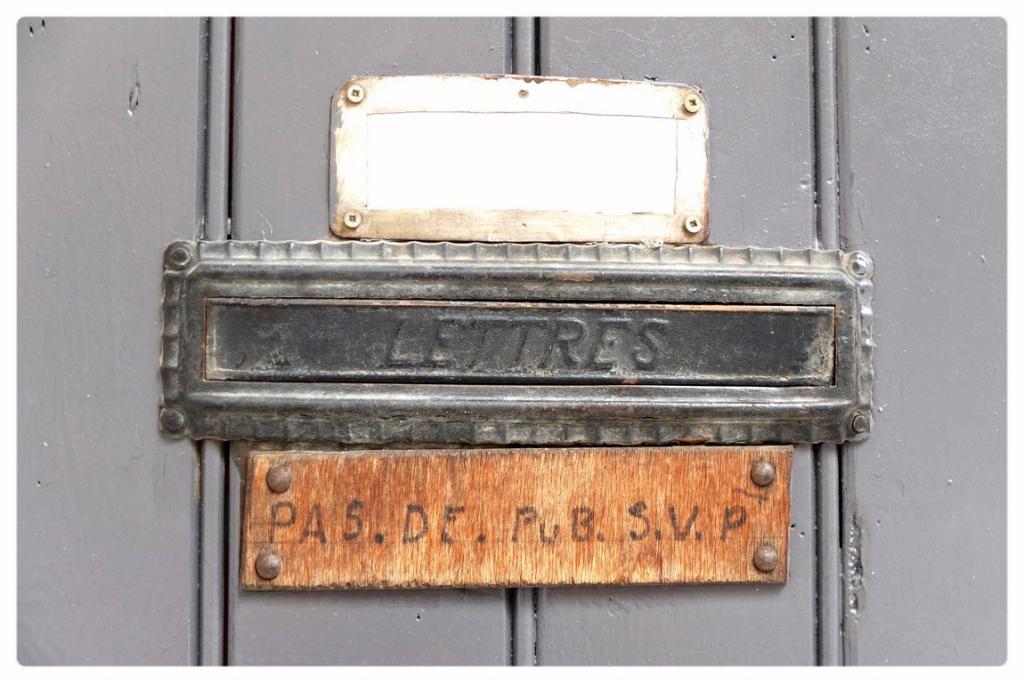 LETTRES
PAS. DE. PUB. S.V.P